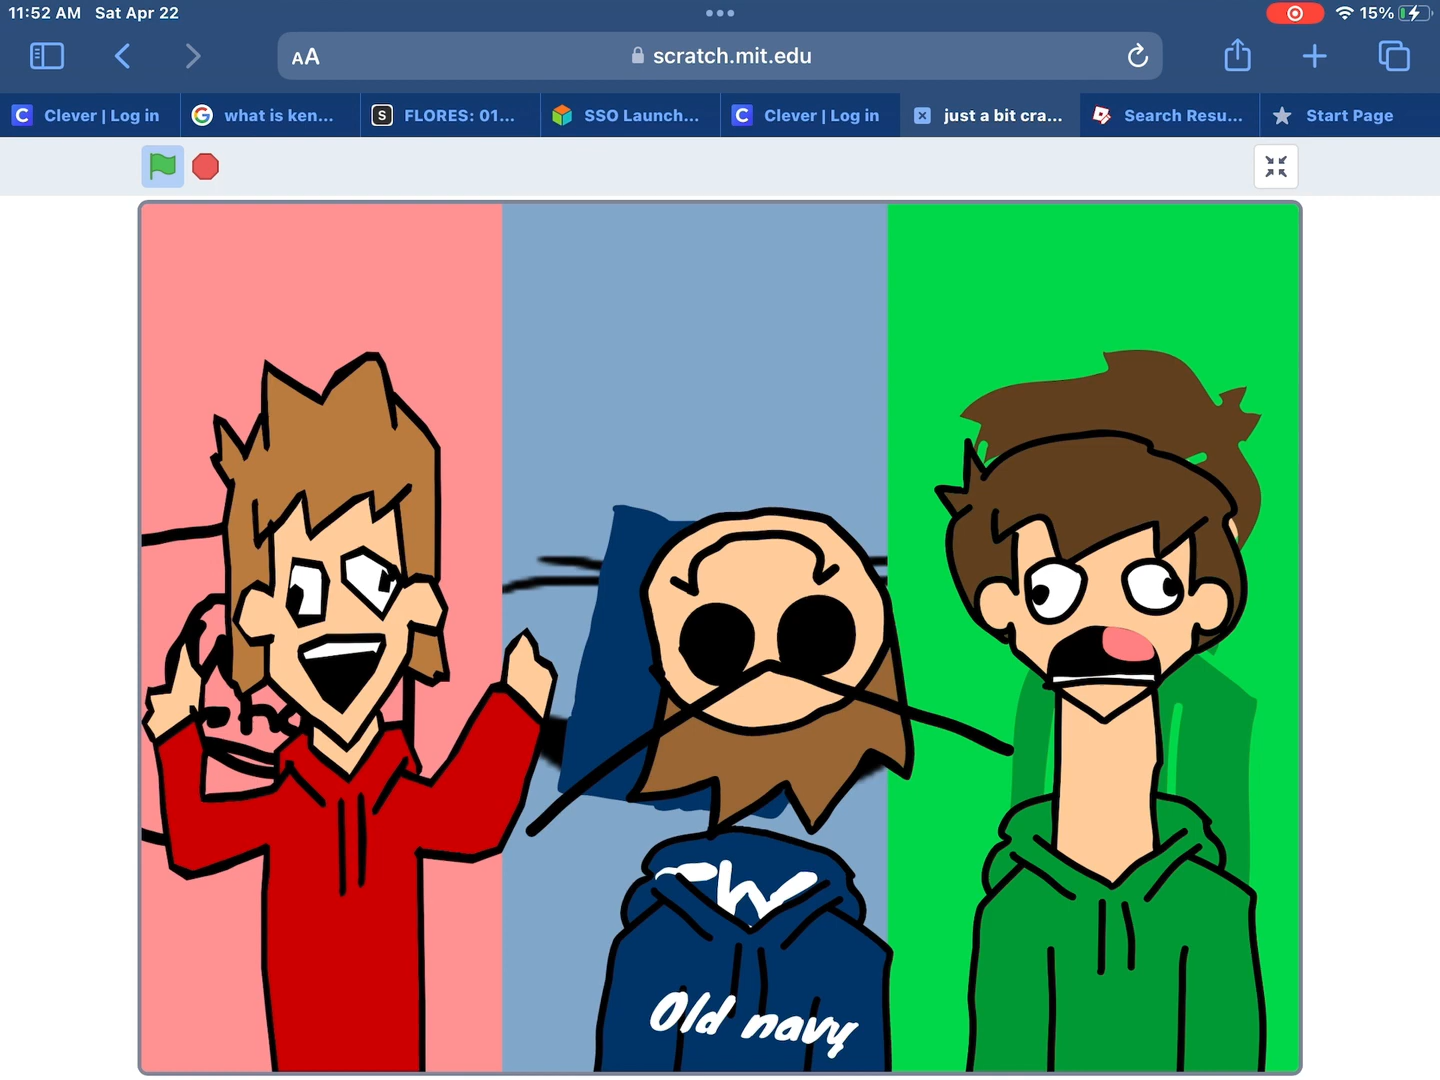 11:52 AM Sat Apr 22
15%
AA
scratch.mit.edu
Clever | Log in
what is ken...
FLORES: 01...
SSO Launch...
Clever | Log in
just a bit cra...
Search Resu...
Start Page
Old navy